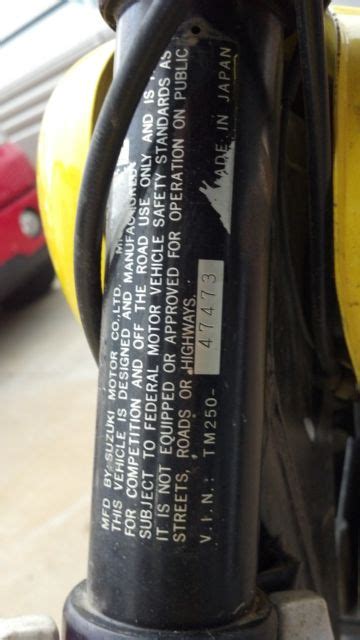 MFD BY: SUZUKI MOTOR CO., LTD.
THIS VEHICLE IS DESIGNED AND MANUFACTURED
FOR COMPETITION AND OFF THE ROAD USE ONLY AND IS
SUBJECT TO FEDERAL MOTOR VEHICLE SAFETY STANDARDS AS
IT IS NOT EQUIPPED OR APPROVED FOR OPERATION ON PUBLIC
STREETS, ROADS OR HIGHWAYS.
V.I.N.: TM250- 47473 ADE IN JAPAN